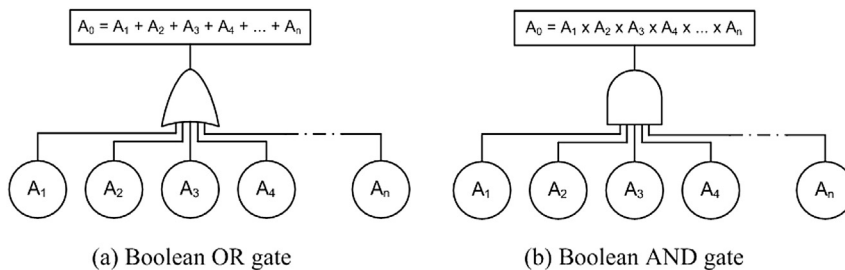 A₀ = A₁ + A₂ + A₃ + A₄ + ... + Aₙ
A₁ A₂ A₃ A₄ Aₙ
(a) Boolean OR gate
A₀ = A₁ x A₂ x A₃ x A₄ x ... x Aₙ
A₁ A₂ A₃ A₄ Aₙ
(b) Boolean AND gate